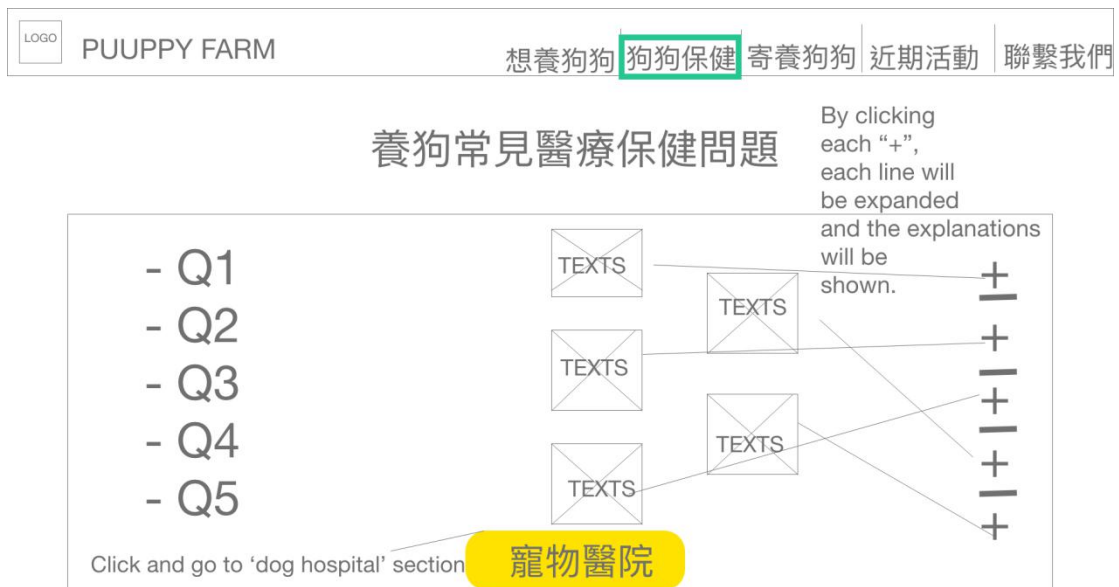 LOGO
PUUPPY FARM
想養狗狗 狗狗保健 寄養狗狗 近期活動 聯繫我們
養狗常見醫療保健問題
By clicking
each “+”,
each line will
be expanded
and the explanations
will be
shown.
- Q1
- Q2
- Q3
- Q4
- Q5
TEXTS
TEXTS
TEXTS
TEXTS
TEXTS
+
+
+
+
+
Click and go to ‘dog hospital’ section
寵物醫院